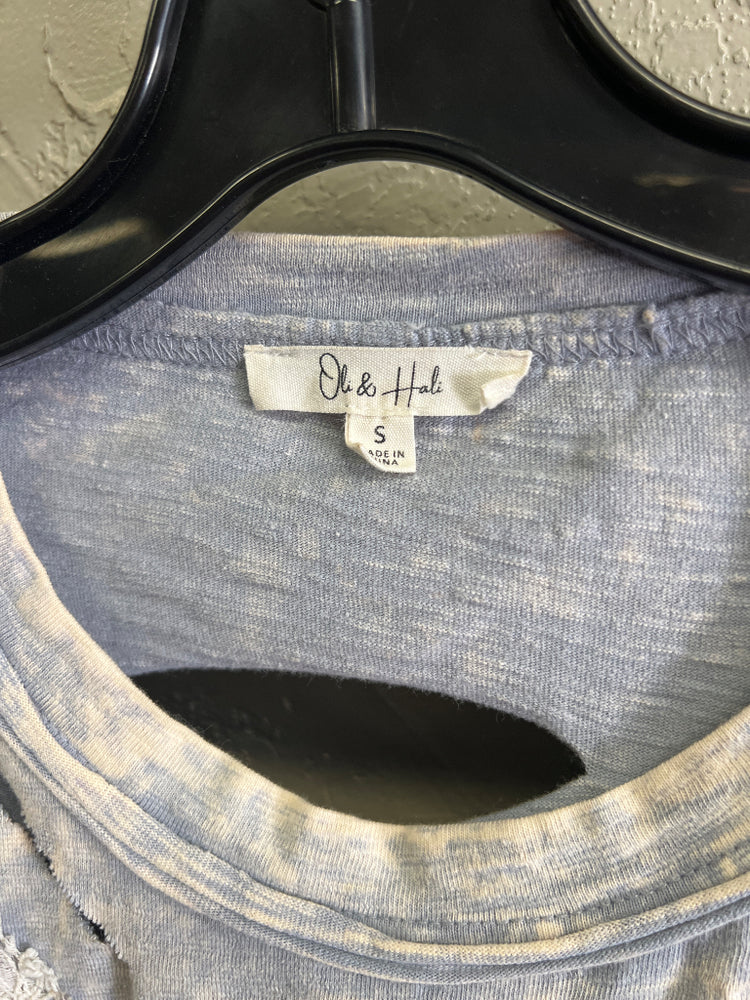 Oli & Hali
S
ADE IN
INA